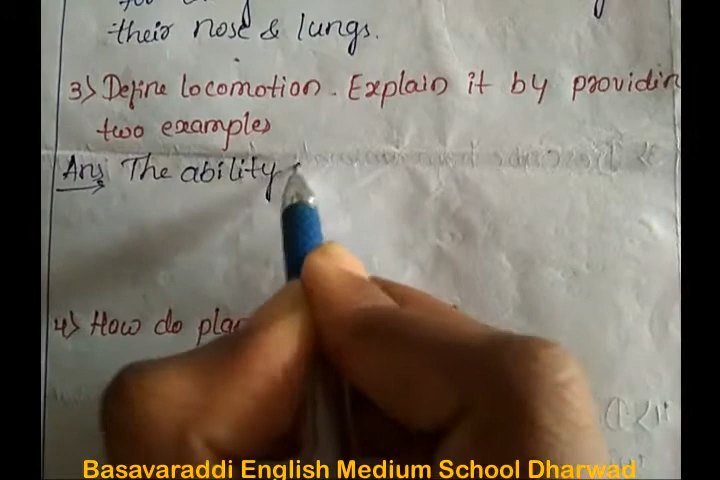 their nose & lungs.
3) Define locomotion. Explain it by providin
two examples
Ans The ability
4) How do
Basavaraddi English Medium School Dharwad